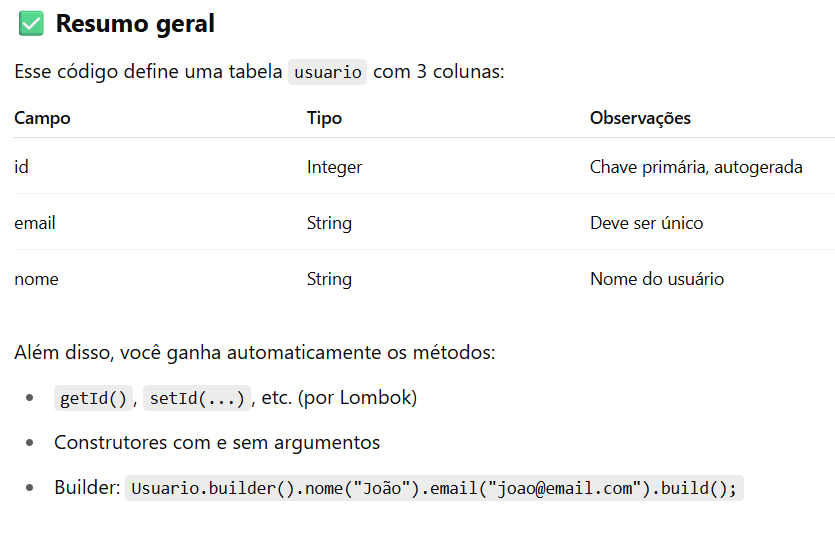 ✅ Resumo geral
Esse código define uma tabela usuario com 3 colunas:
Campo Tipo Observações
id Integer Chave primária, autogerada
email String Deve ser único
nome String Nome do usuário
Além disso, você ganha automaticamente os métodos:
• getId(), setId(...), etc. (por Lombok)
• Construtores com e sem argumentos
• Builder: Usuario.builder().nome("João").email("joao@email.com").build();